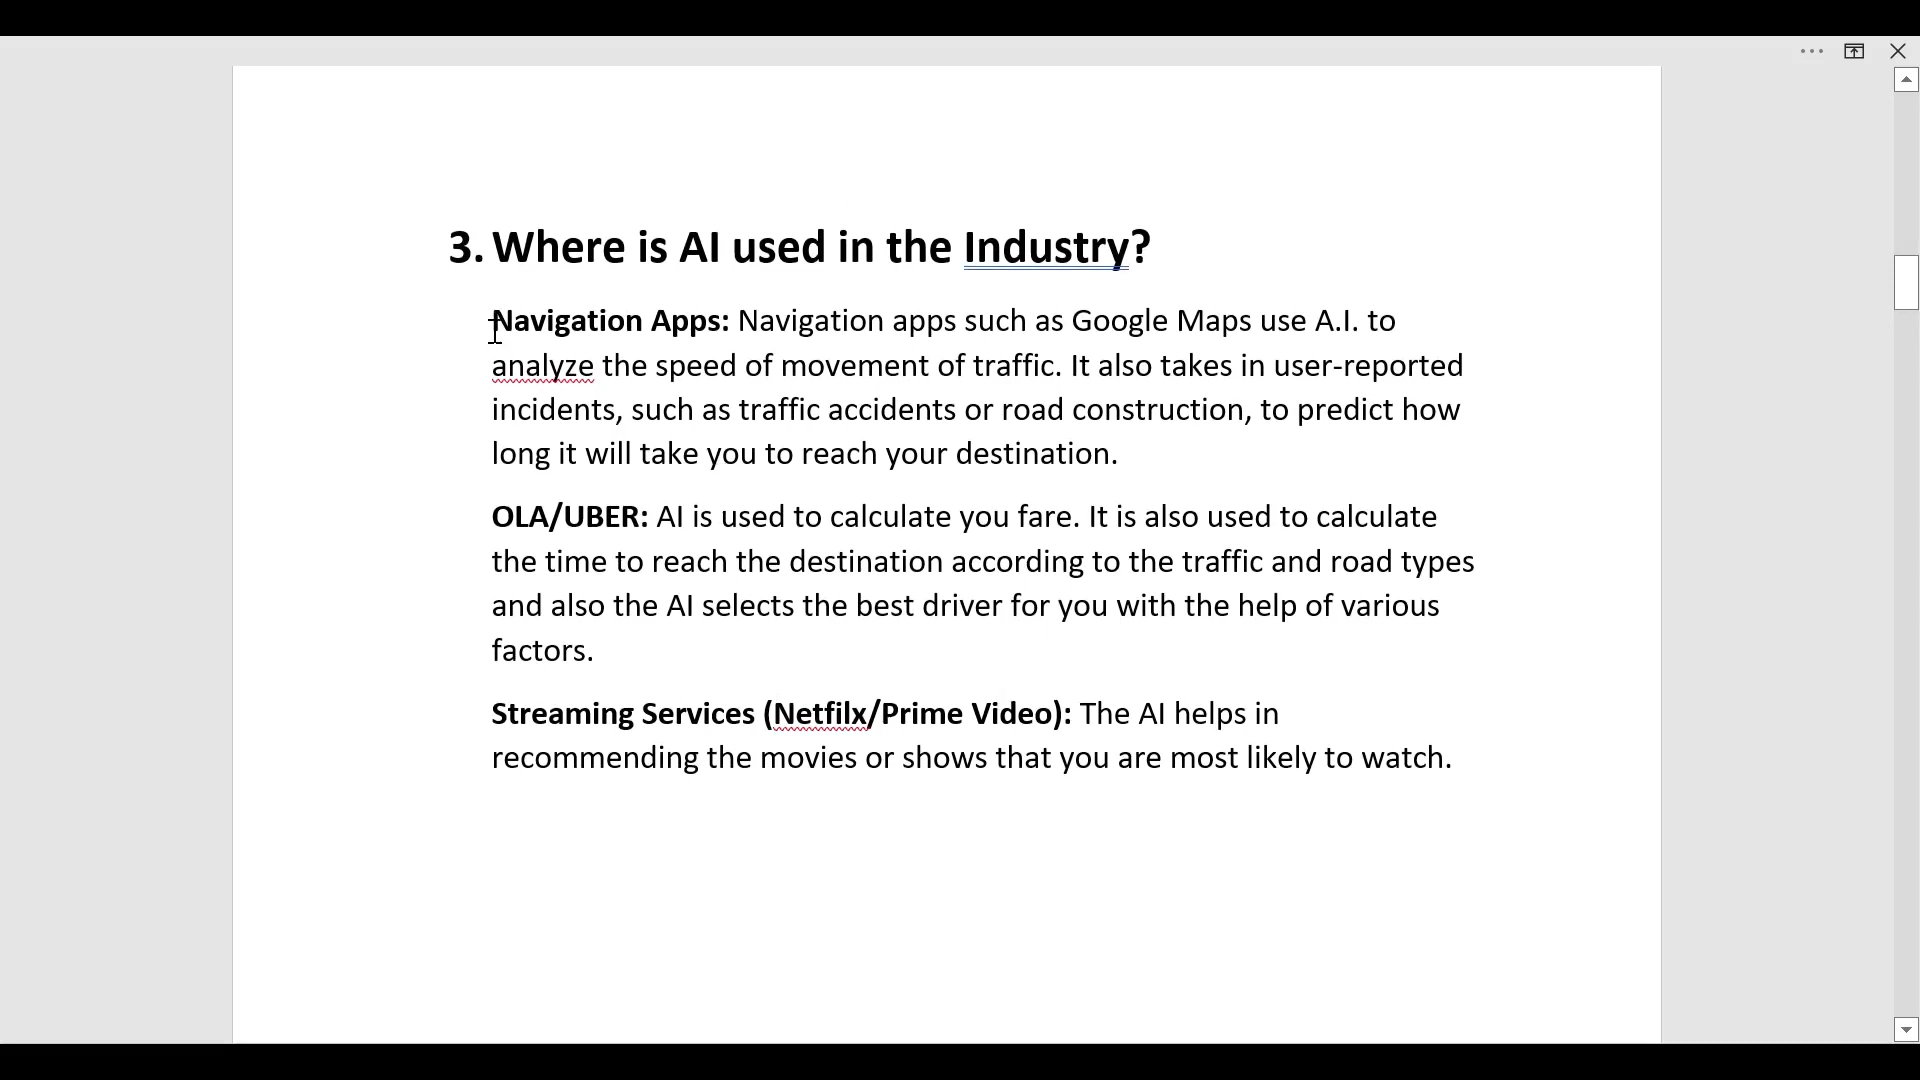 3. Where is AI used in the Industry?
Navigation Apps: Navigation apps such as Google Maps use A.I. to
analyze the speed of movement of traffic. It also takes in user-reported
incidents, such as traffic accidents or road construction, to predict how
long it will take you to reach your destination.
OLA/UBER: AI is used to calculate you fare. It is also used to calculate
the time to reach the destination according to the traffic and road types
and also the AI selects the best driver for you with the help of various
factors.
Streaming Services (Netfilx/Prime Video): The AI helps in
recommending the movies or shows that you are most likely to watch.